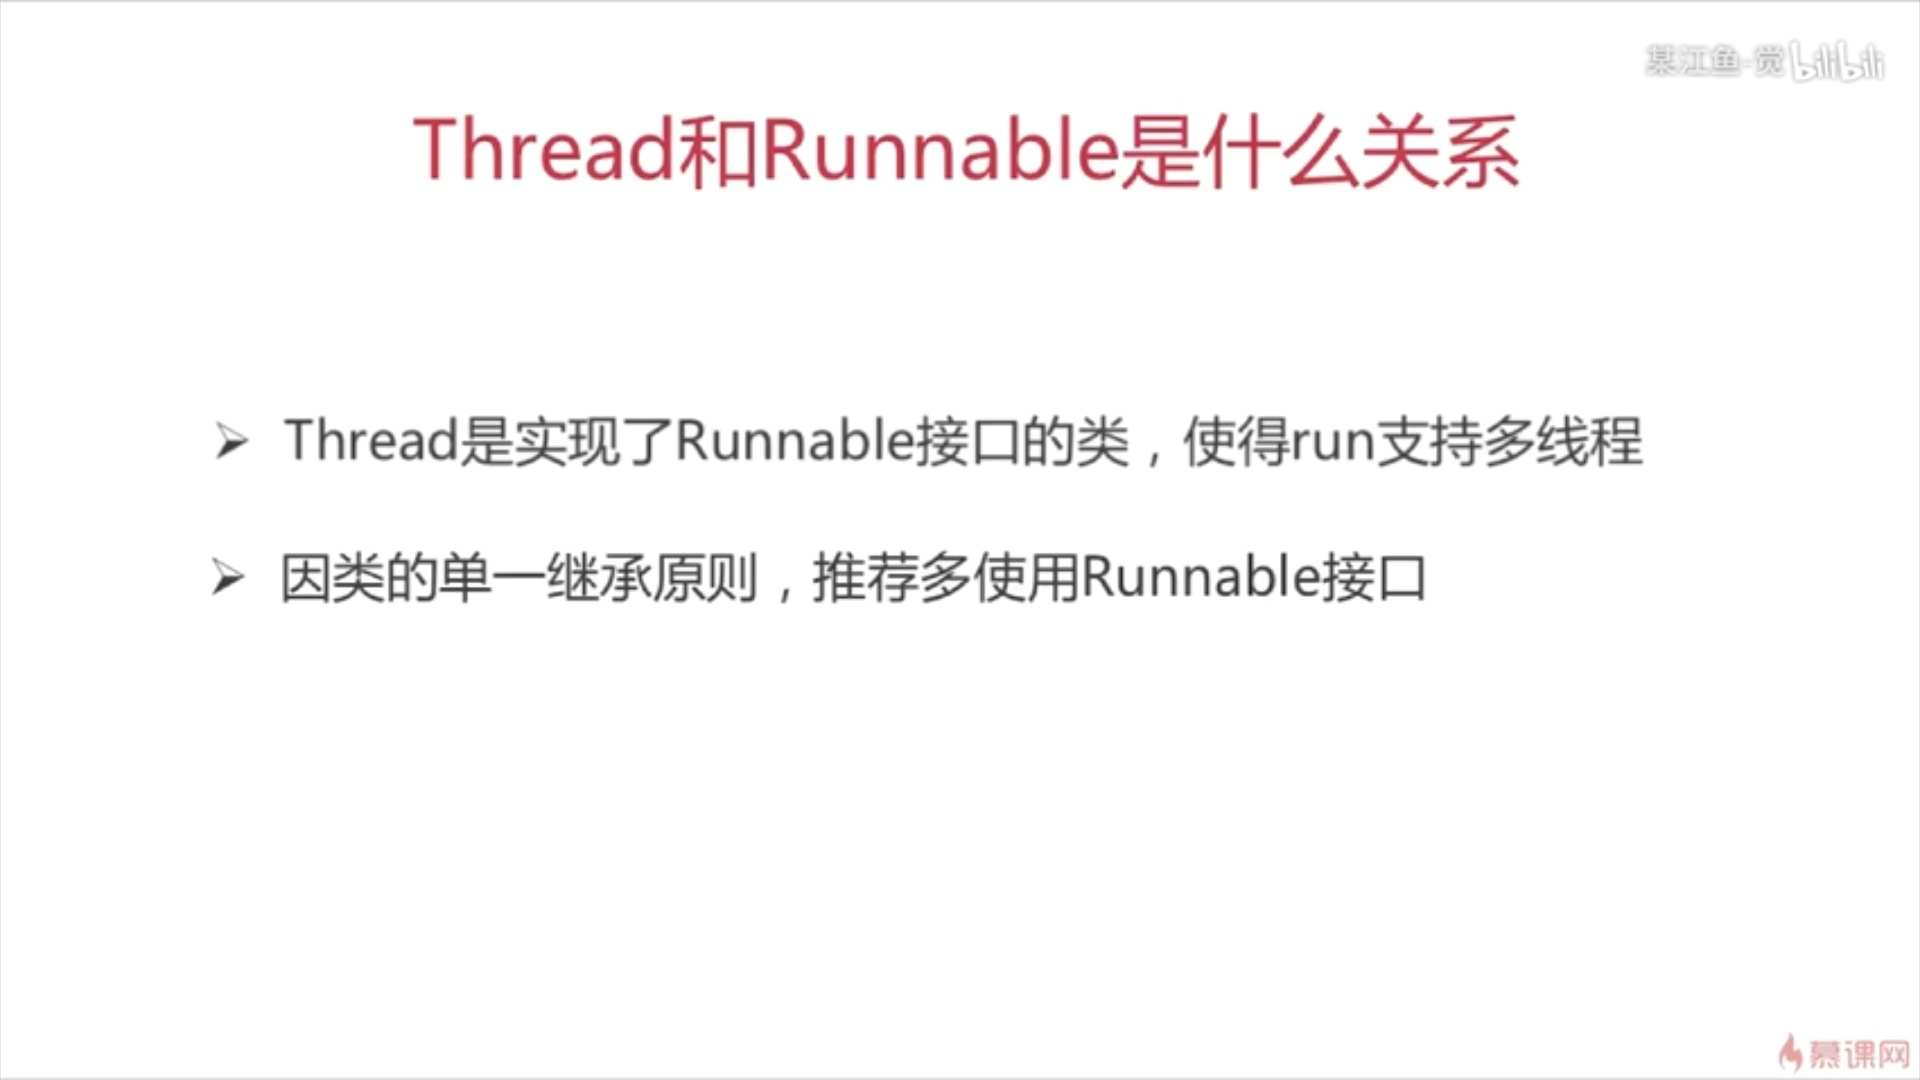 某江鱼-觉 bilibili
Thread和Runnable是什么关系
Thread是实现了Runnable接口的类，使得run支持多线程
因类的单一继承原则，推荐多使用Runnable接口
慕课网